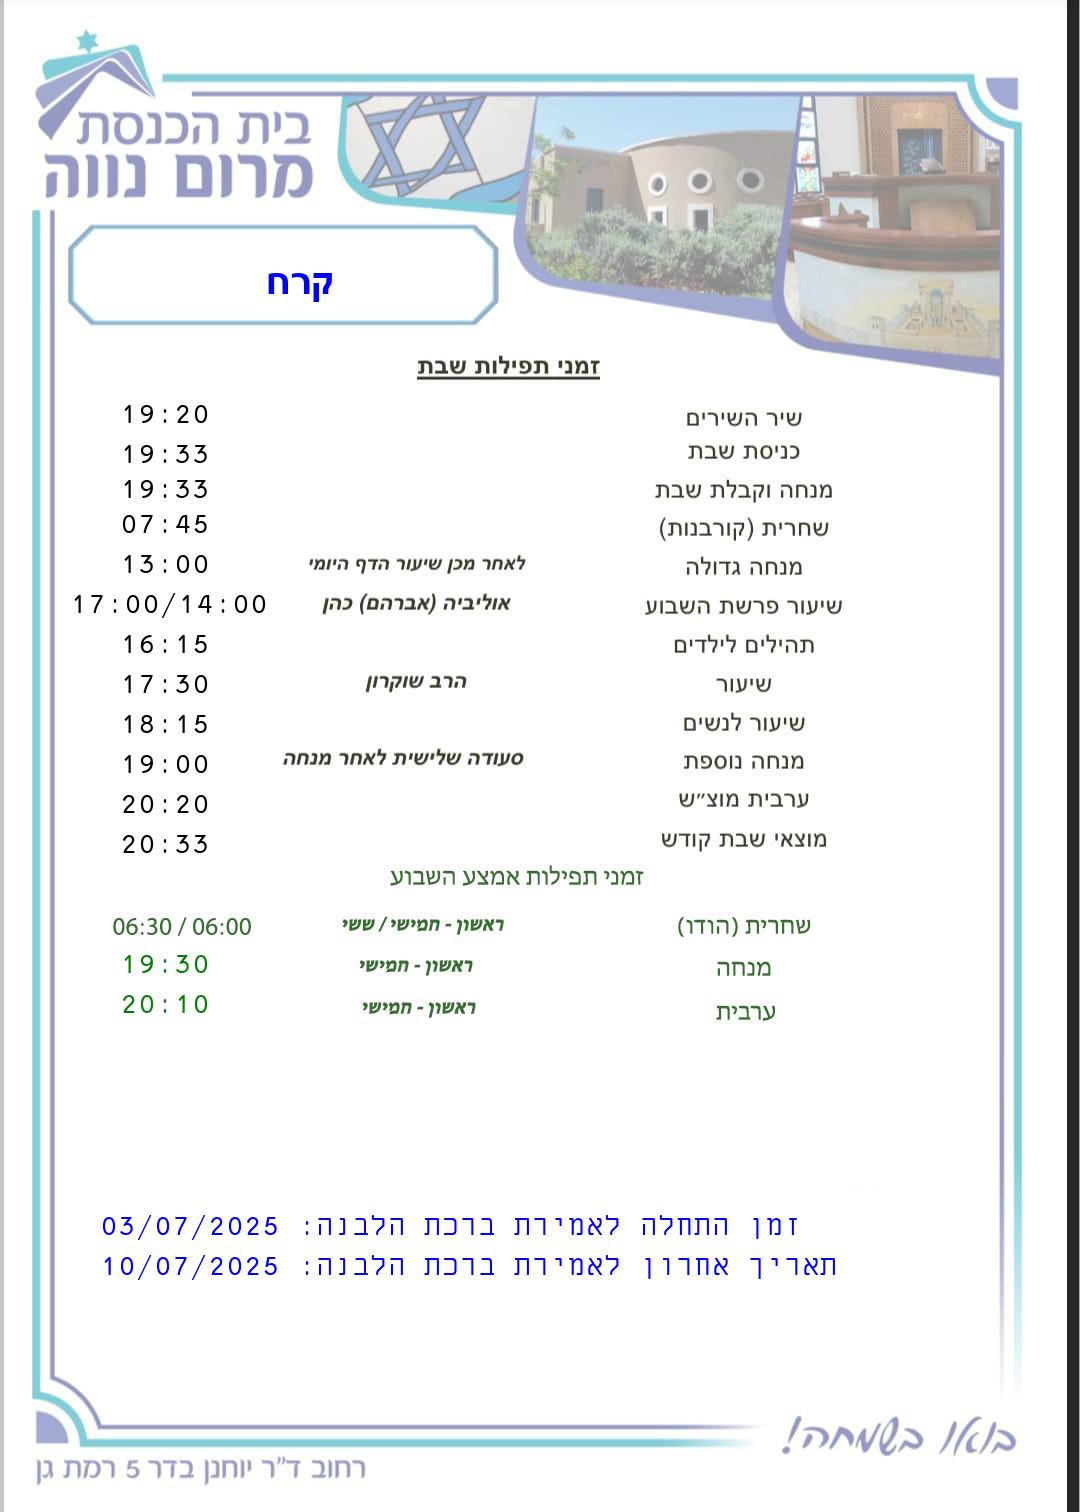 בית הכנסת
מרום נווה
קרח
זמני תפילות שבת
שיר השירים 19:20
כניסת שבת 19:33
מנחה וקבלת שבת 19:33
שחרית (קורבנות) 07:45
מנחה גדולה לאחר מכן שיעור הדף היומי 13:00
שיעור פרשת השבוע אוליביה (אברהם) כהן 17:00/14:00
תהילים לילדים 16:15
שיעור הרב שוקרון 17:30
שיעור לנשים 18:15
מנחה נוספת סעודה שלישית לאחר מנחה 19:00
ערבית מוצ״ש 20:20
מוצאי שבת קודש 20:33
זמני תפילות אמצע השבוע
שחרית (הודו) ראשון - חמישי / ששי 06:30 / 06:00
מנחה ראשון - חמישי 19:30
ערבית ראשון - חמישי 20:10
זמן התחלה לאמירת ברכת הלבנה: 03/07/2025
תאריך אחרון לאמירת ברכת הלבנה: 10/07/2025
בואו בשמחה!
רחוב ד"ר יוחנן בדר 5 רמת גן